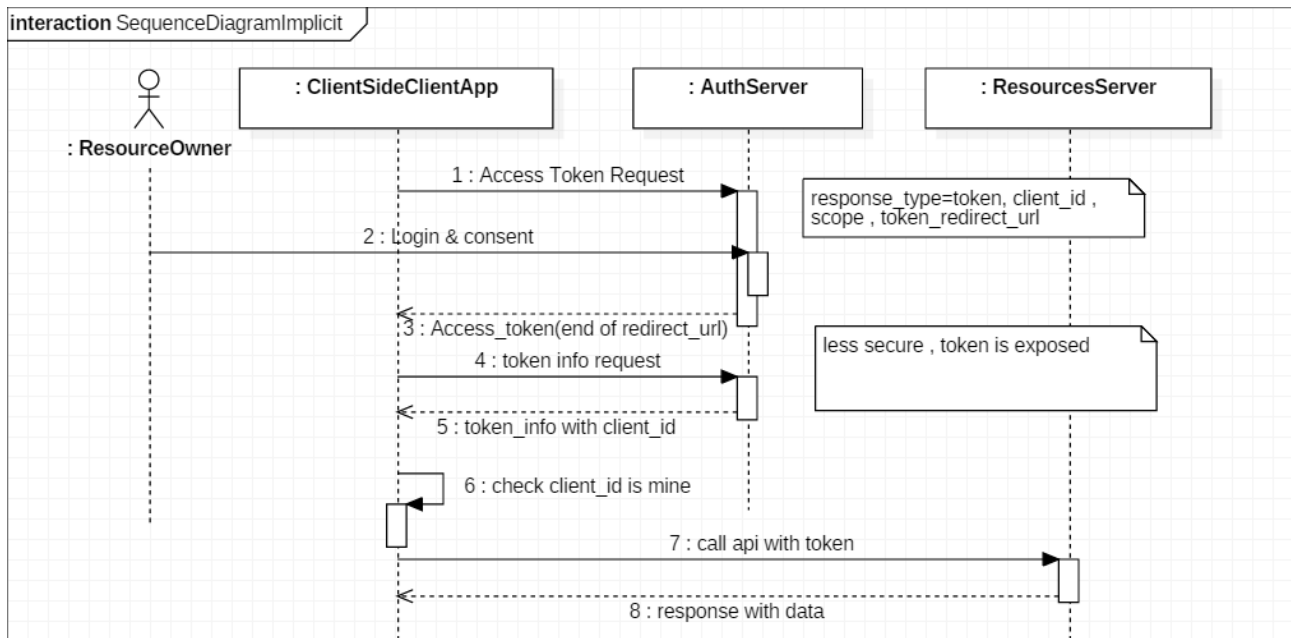 interaction SequenceDiagramImplicit
: ClientSideClientApp
: AuthServer
: ResourcesServer
: ResourceOwner
1 : Access Token Request
response_type=token, client_id ,
scope , token_redirect_url
2 : Login & consent
3 : Access_token(end of redirect_url)
less secure , token is exposed
4 : token info request
5 : token_info with client_id
6 : check client_id is mine
7 : call api with token
8 : response with data